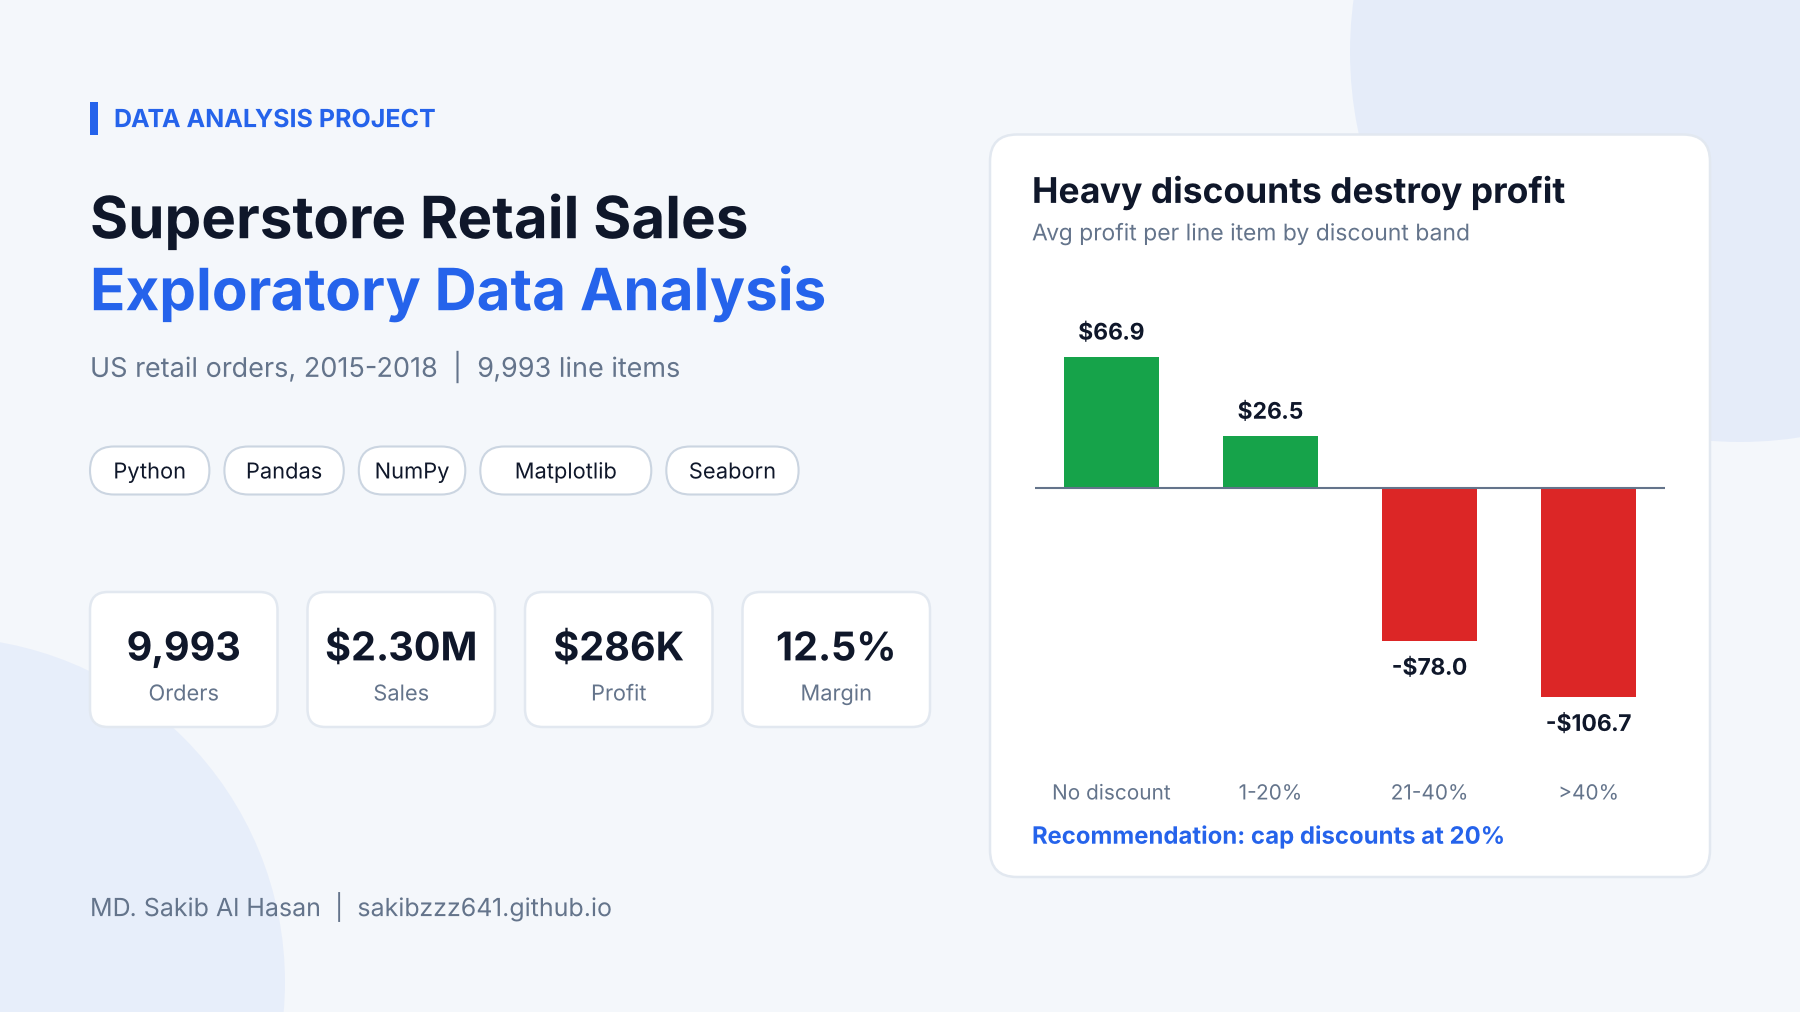 DATA ANALYSIS PROJECT
Superstore Retail Sales
Exploratory Data Analysis
US retail orders, 2015-2018 | 9,993 line items
Python Pandas NumPy Matplotlib Seaborn
9,993 $2.30M $286K 12.5%
Orders Sales Profit Margin
MD. Sakib Al Hasan | sakibzzz641.github.io
Heavy discounts destroy profit
Avg profit per line item by discount band
$66.9
$26.5
-$78.0
-$106.7
No discount 1-20% 21-40% >40%
Recommendation: cap discounts at 20%